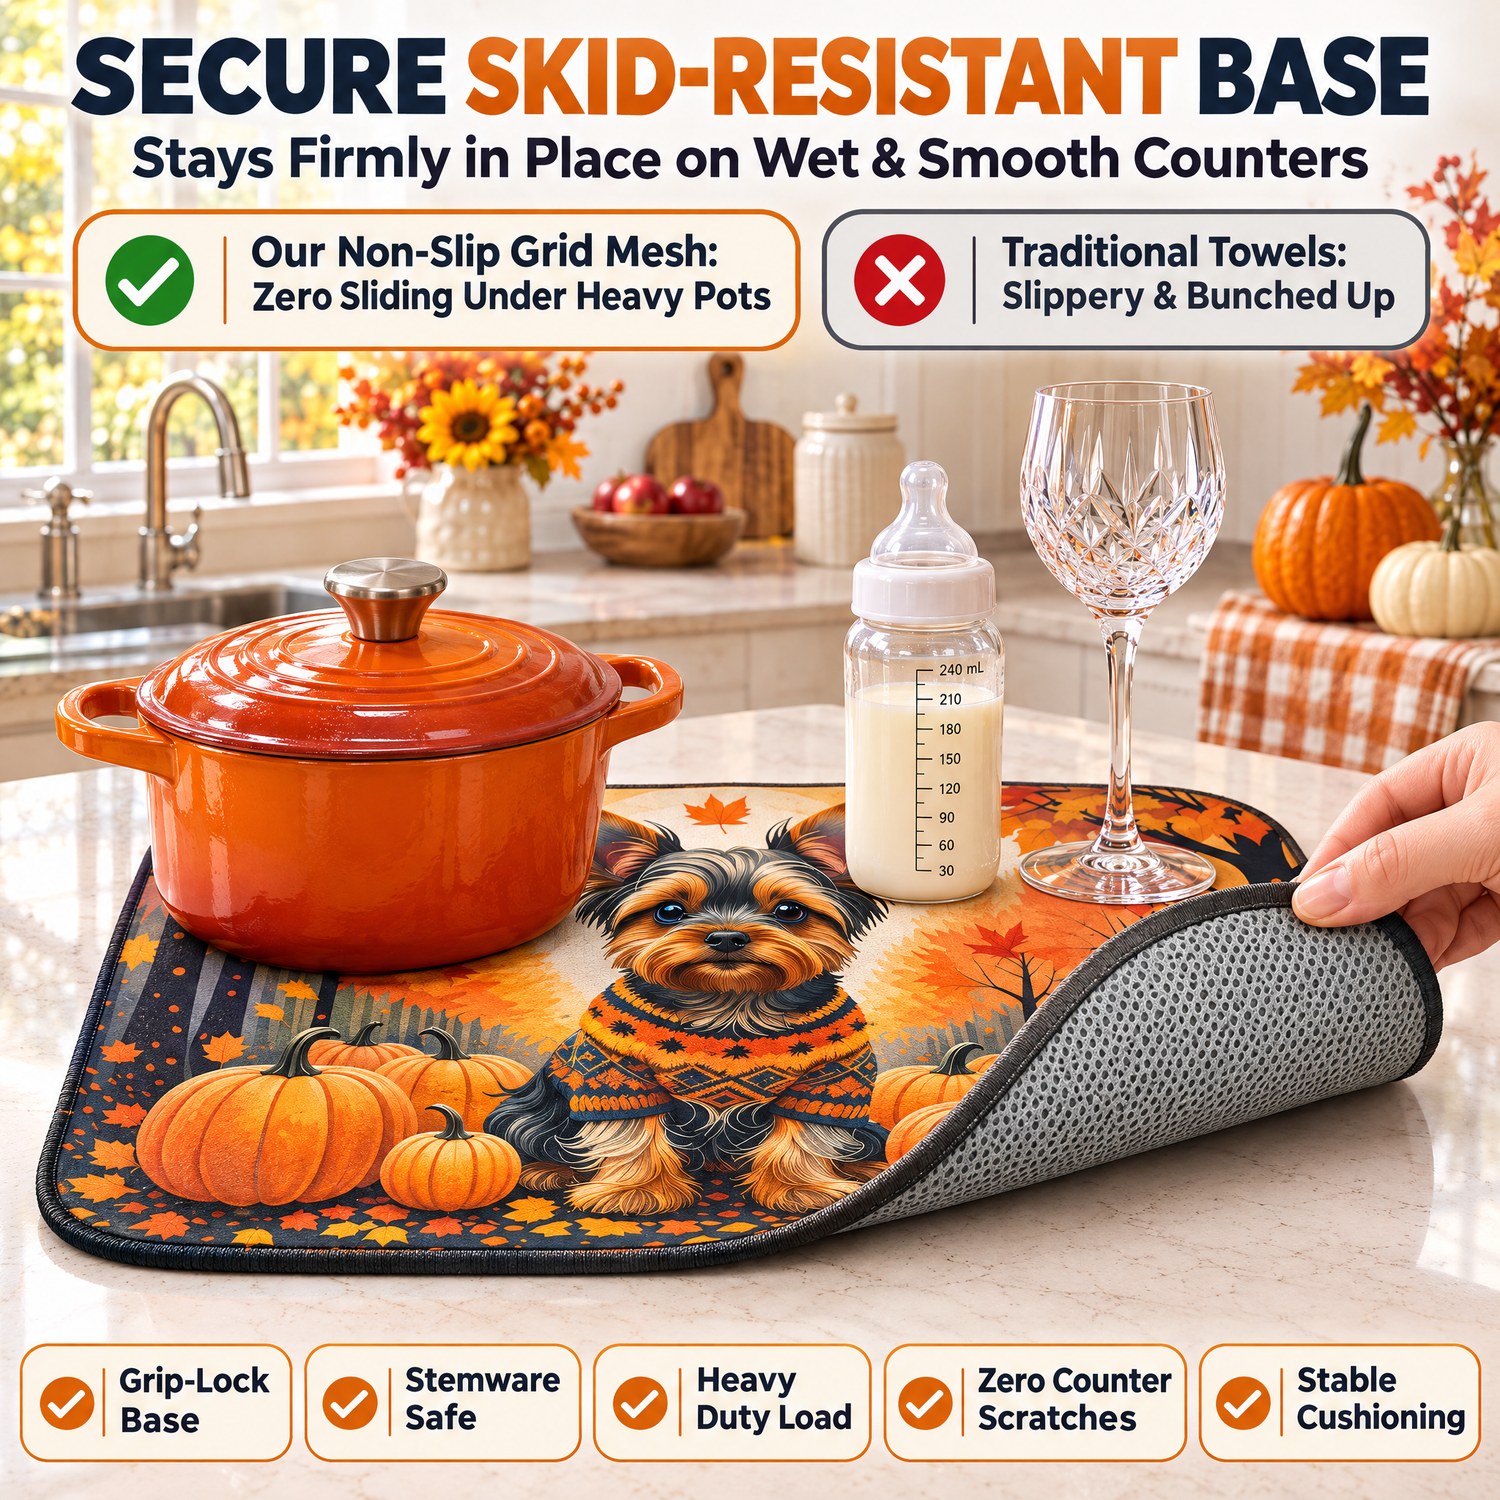 SECURE SKID-RESISTANT BASE
Stays Firmly in Place on Wet & Smooth Counters
Our Non-Slip Grid Mesh:
Zero Sliding Under Heavy Pots
Traditional Towels:
Slippery & Bunched Up
240 mL
210
180
150
120
90
60
30
Grip-Lock
Base
Stemware
Safe
Heavy
Duty Load
Zero Counter
Scratches
Stable
Cushioning